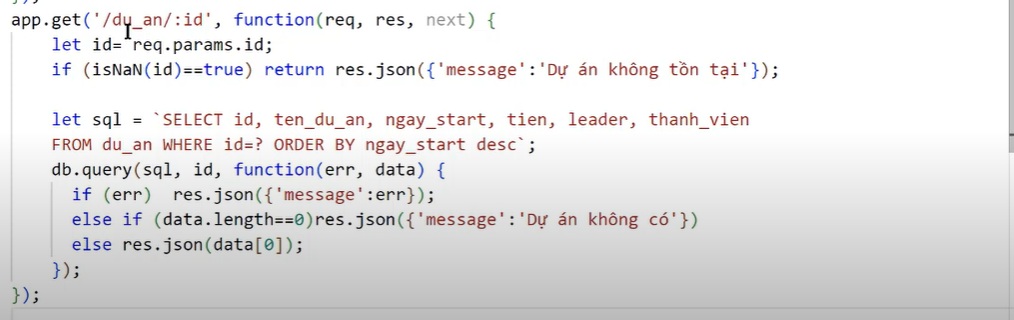 });
app.get('/du_an/:id', function(req, res, next) {
let id= req.params.id;
if (isNaN(id)==true) return res.json({'message':'Dự án không tồn tại'});
let sql = `SELECT id, ten_du_an, ngay_start, tien, leader, thanh_vien
FROM du_an WHERE id=? ORDER BY ngay_start desc`;
db.query(sql, id, function(err, data) {
if (err)  res.json({'message':err});
else if (data.length==0)res.json({'message':'Dự án không có'})
else res.json(data[0]);
});
});